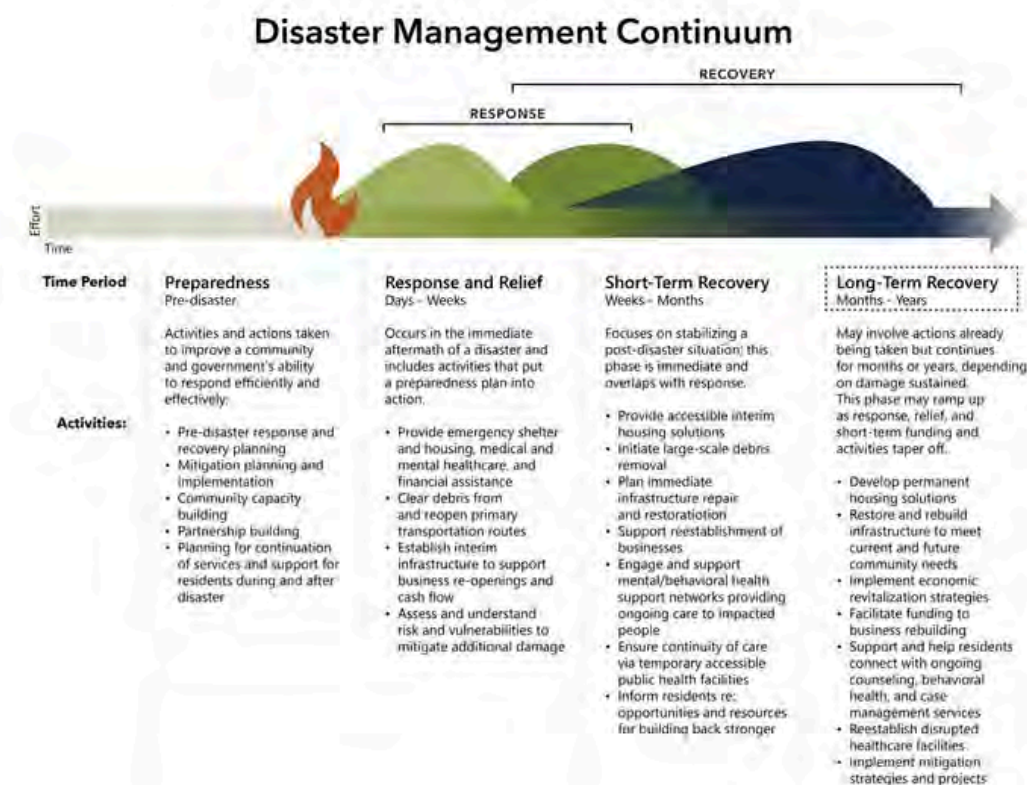 Disaster Management Continuum
RECOVERY
RESPONSE
Effort
Time
Time Period
Preparedness
Pre-disaster
Activities and actions taken
to improve a community
and government's ability
to respond efficiently and
effectively:
Activities:
• Pre-disaster response and
recovery planning
• Mitigation planning and
implementation
• Community capacity
building
• Partnership building
• Planning for continuation
of services and support for
residents during and after
disaster
Response and Relief
Days - Weeks
Occurs in the immediate
aftermath of a disaster and
includes activities that put
a preparedness plan into
action.
• Provide emergency shelter
and housing, medical and
mental healthcare, and
financial assistance
• Clear debris from
and reopen primary
transportation routes
• Establish interim
infrastructure to support
business re-openings and
cash flow
• Assess and understand
risk and vulnerabilities to
mitigate additional damage
Short-Term Recovery
Weeks - Months
Focuses on stabilizing a
post-disaster situation; this
phase is immediate and
overlaps with response.
• Provide accessible interim
housing solutions
• Initiate large-scale debris
removal
• Plan immediate
infrastructure repair
and restoratiotion
• Support reestablishment of
businesses
• Engage and support
mental/behavioral health
support networks providing
ongoing care to impacted
people
• Ensure continuity of care
via temporary accessible
public health facilities
• Inform residents re:
opportunities and resources
for building back stronger
Long-Term Recovery
Months - Years
May involve actions already
being taken but continues
for months or years, depending
on damage sustained.
This phase may ramp up
as response, relief, and
short-term funding and
activities taper off.
• Develop permanent
housing solutions
• Restore and rebuild
infrastructure to meet
current and future
community needs
• Implement economic
revitalization strategies
• Facilitate funding to
business rebuilding
• Support and help residents
connect with ongoing
counseling, behavioral
health, and case
management services
• Reestablish disrupted
healthcare facilities
• Implement mitigation
strategies and projects